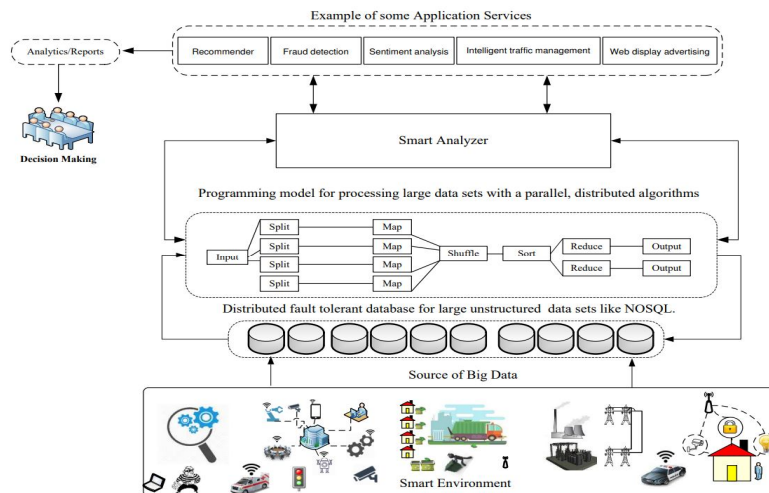 Example of some Application Services
Analytics/Reports
Recommender
Fraud detection
Sentiment analysis
Intelligent traffic management
Web display advertising
Decision Making
Smart Analyzer
Programming model for processing large data sets with a parallel, distributed algorithms
Input
Split
Split
Split
Split
Map
Map
Map
Map
Shuffle
Sort
Reduce
Reduce
Output
Output
Distributed fault tolerant database for large unstructured data sets like NOSQL.
Source of Big Data
Smart Environment